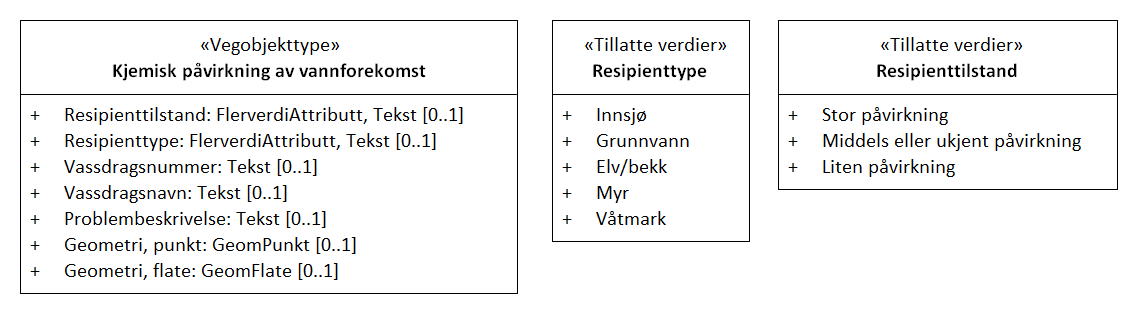 «Vegobjekttype»
Kjemisk påvirkning av vannforekomst
+ Resipienttilstand: FlerverdiAttributt, Tekst [0..1]
+ Resipienttype: FlerverdiAttributt, Tekst [0..1]
+ Vassdragsnummer: Tekst [0..1]
+ Vassdragsnavn: Tekst [0..1]
+ Problembeskrivelse: Tekst [0..1]
+ Geometri, punkt: GeomPunkt [0..1]
+ Geometri, flate: GeomFlate [0..1]
«Tillatte verdier»
Resipienttype
+ Innsjø
+ Grunnvann
+ Elv/bekk
+ Myr
+ Våtmark
«Tillatte verdier»
Resipienttilstand
+ Stor påvirkning
+ Middels eller ukjent påvirkning
+ Liten påvirkning